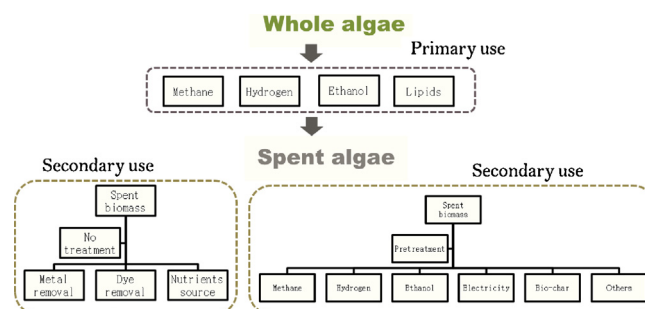 Whole algae
Primary use
Methane Hydrogen Ethanol Lipids
Spent algae
Secondary use
Spent
biomass
No
treatment
Metal
removal
Dye
removal
Nutrients
source
Secondary use
Spent
biomass
Pretreatment
Methane Hydrogen Ethanol Electricity Bio-char Others